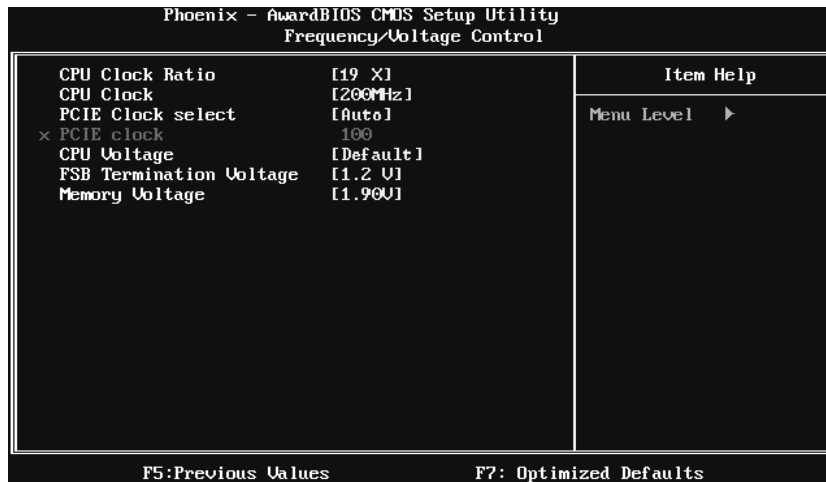 Phoenix - AwardBIOS CMOS Setup Utility
Frequency/Voltage Control
CPU Clock Ratio [19 X]
CPU Clock [200MHz]
PCIE Clock select [Auto]
x PCIE clock 100
CPU Voltage [Default]
FSB Termination Voltage [1.2 V]
Memory Voltage [1.90V]
Item Help
Menu Level ▶
F5:Previous Values F7: Optimized Defaults